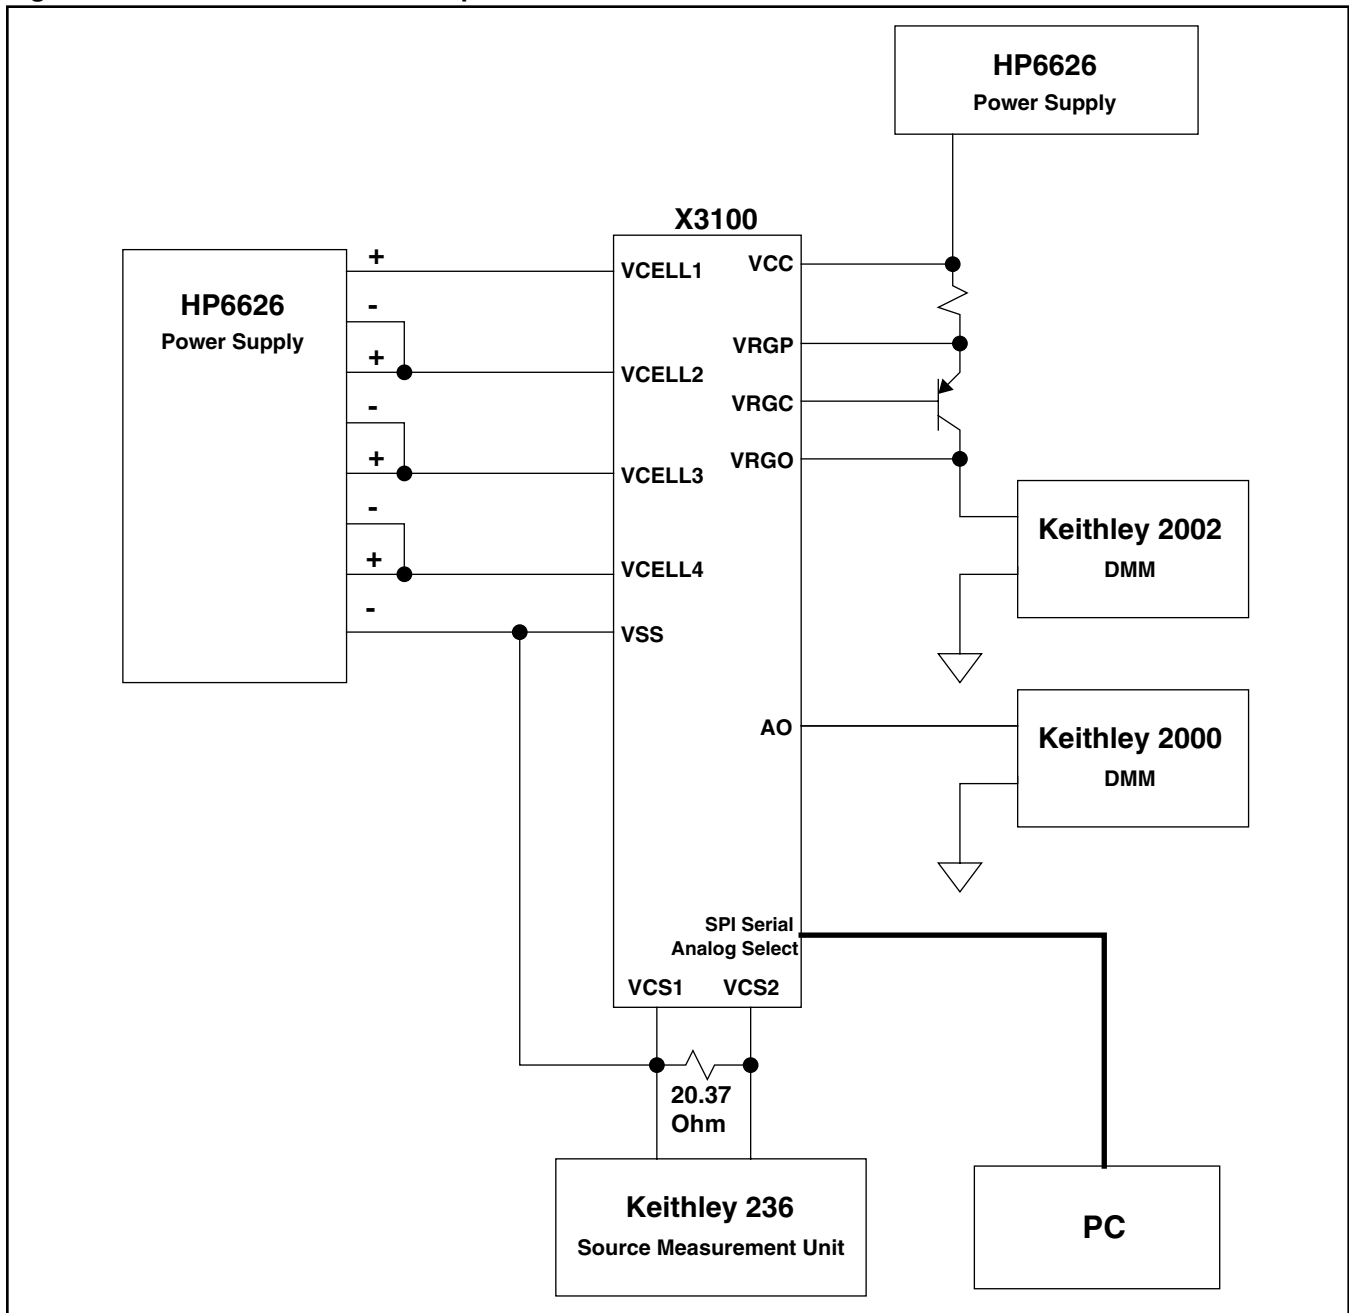 HP6626
Power Supply
X3100
HP6626
Power Supply
+
-
+
-
+
-
+
-
VCELL1
VCELL2
VCELL3
VCELL4
VSS
VCC
VRGP
VRGC
VRGO
AO
SPI Serial
Analog Select
VCS1 VCS2
Keithley 2002
DMM
Keithley 2000
DMM
20.37
Ohm
Keithley 236
Source Measurement Unit
PC